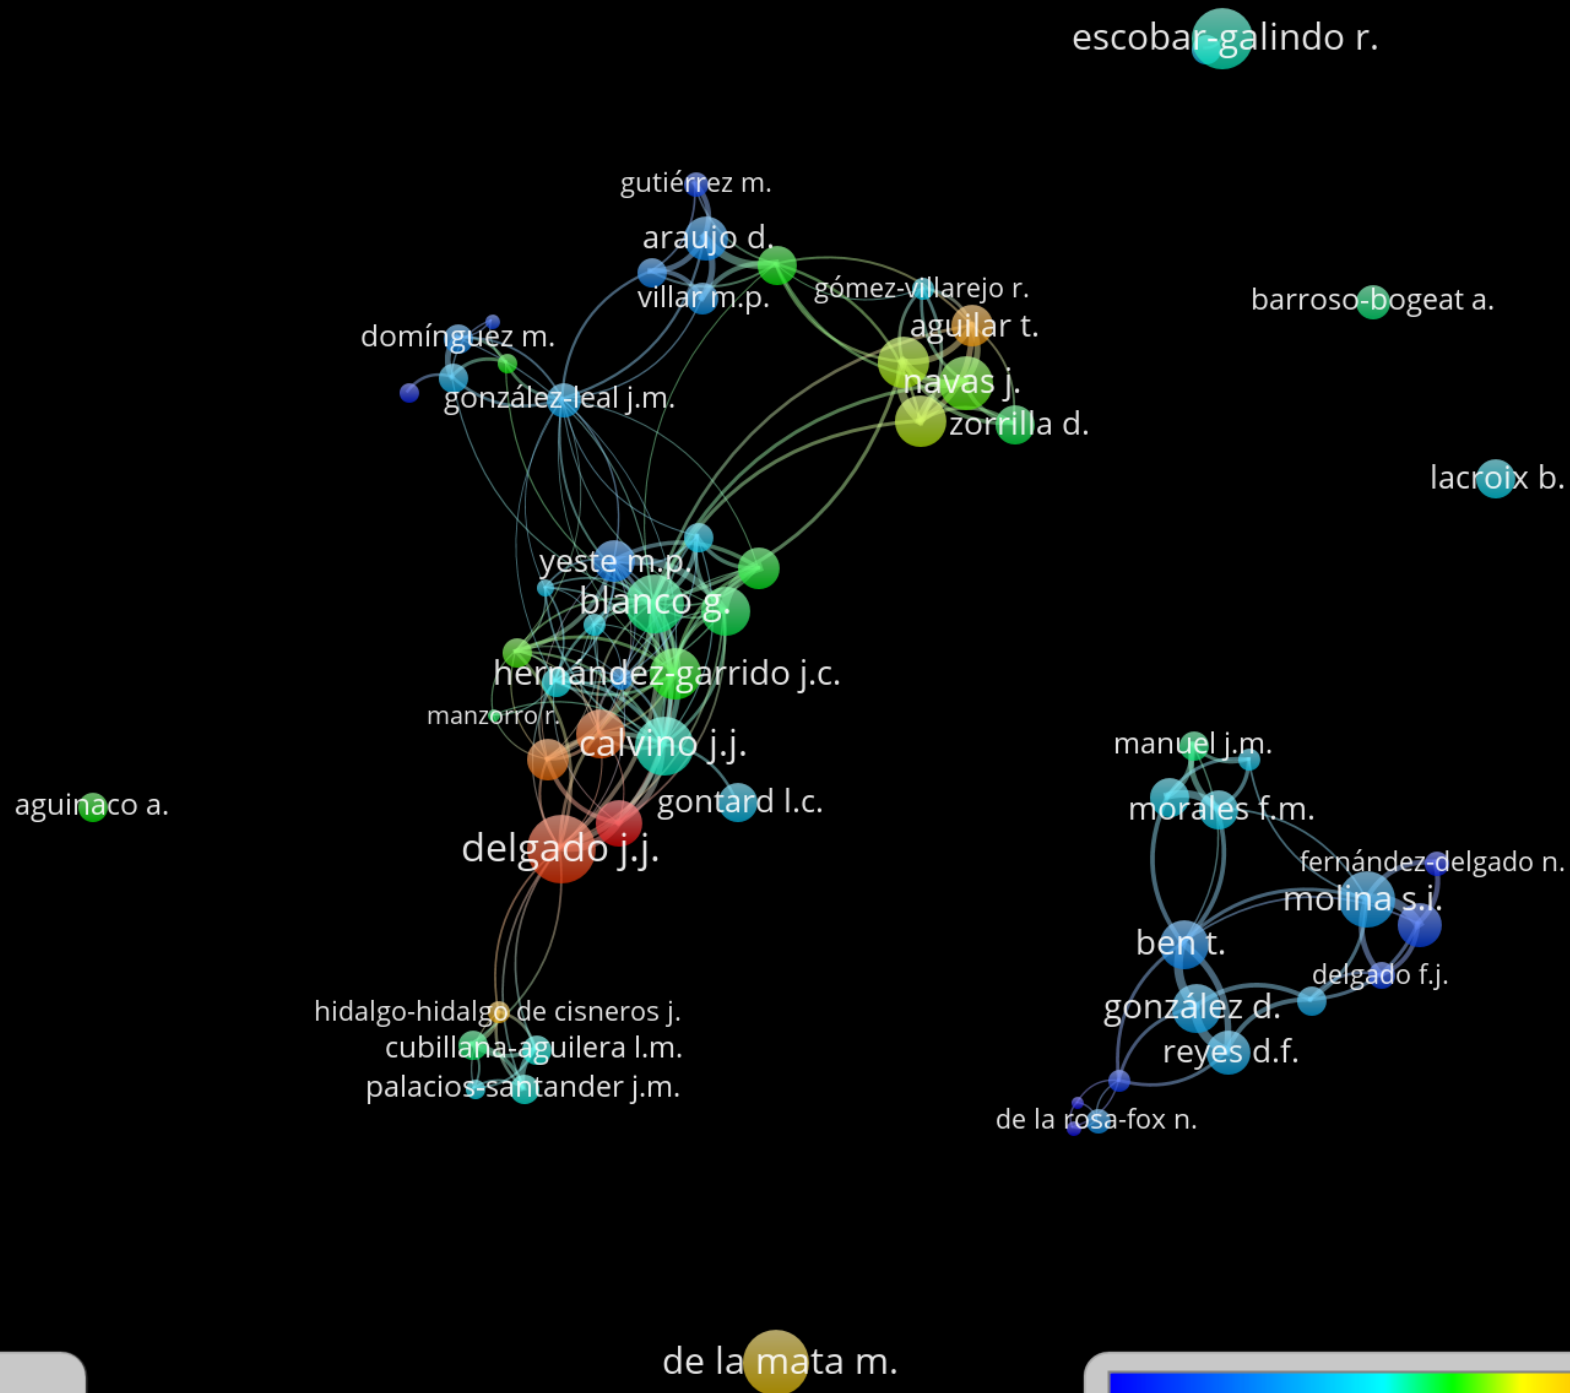 escobar-galindo r.
gutiérrez m.
araujo d.
villar m.p.
gómez-villarejo r.
barroso-bogeat a.
aguilar t.
domínguez m.
navas j.
gonzález-leal j.m.
zorrilla d.
lacroix b.
yeste m.p.
blanco g.
hernández-garrido j.c.
manzorro r.
calvino j.j.
manuel j.m.
gontard l.c.
aguinaco a.
morales f.m.
delgado j.j.
fernández-delgado n.
molina s.i.
ben t.
delgado f.j.
hidalgo-hidalgo de cisneros j.
gonzález d.
cubillana-aguilera l.m.
reyes d.f.
palacios-santander j.m.
de la rosa-fox n.
de la mata m.